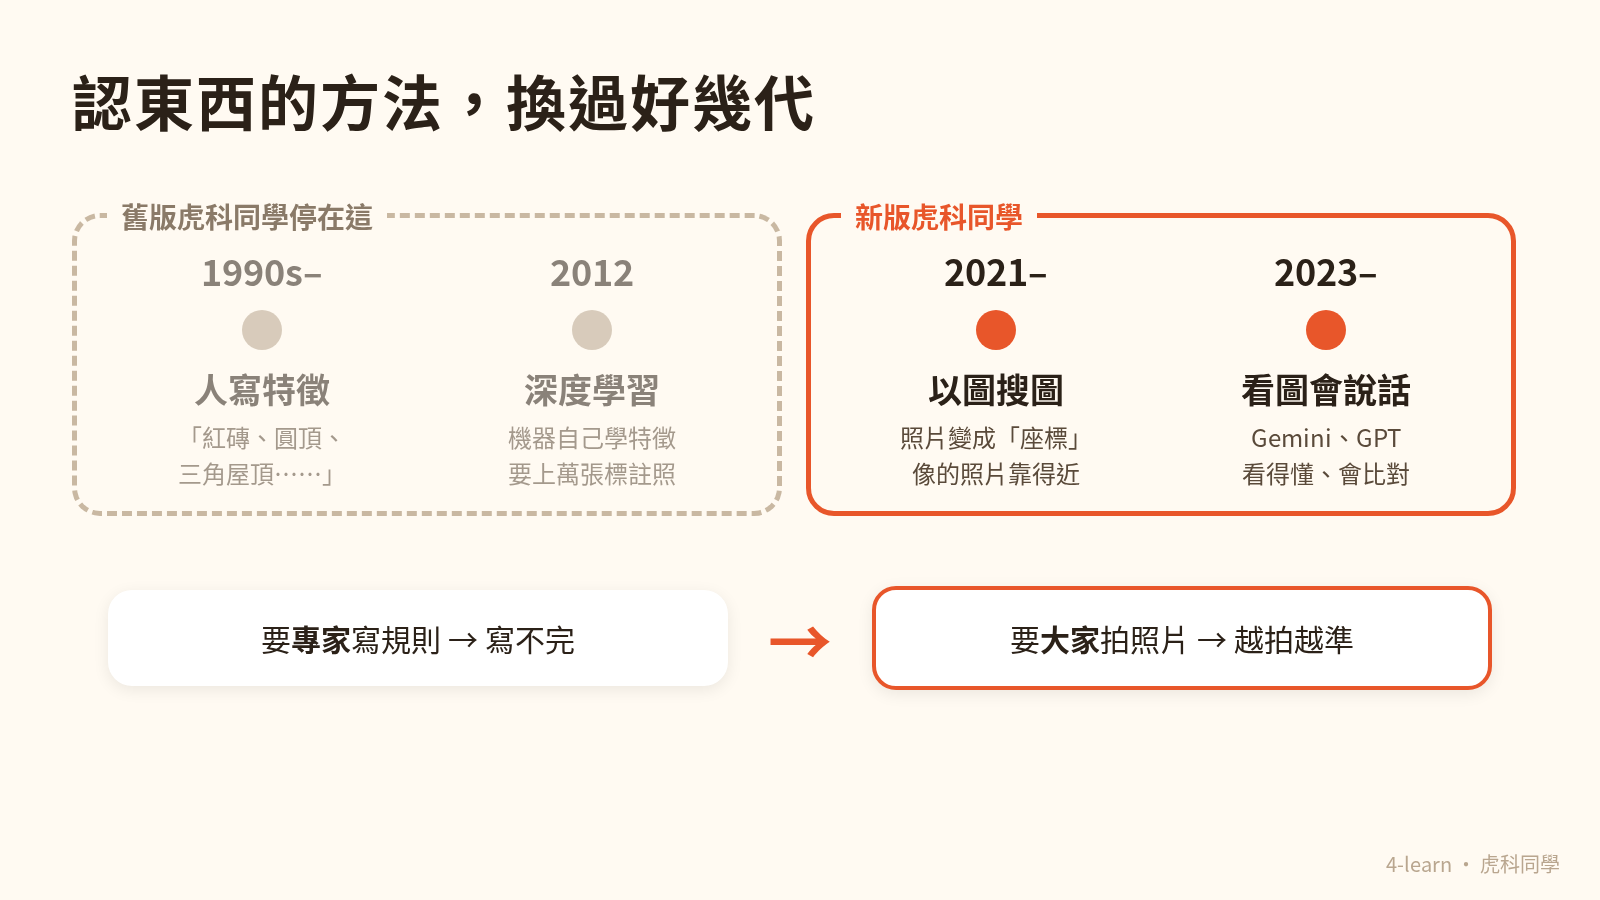 認東西的方法，換過好幾代
舊版虎科同學停在這
1990s–
人寫特徵
「紅磚、圓頂、
三角屋頂……」
2012
深度學習
機器自己學特徵
要上萬張標註照
新版虎科同學
2021–
以圖搜圖
照片變成「座標」
像的照片靠得近
2023–
看圖會說話
Gemini、GPT
看得懂、會比對
要專家寫規則 → 寫不完
→
要大家拍照片 → 越拍越準
4-learn · 虎科同學